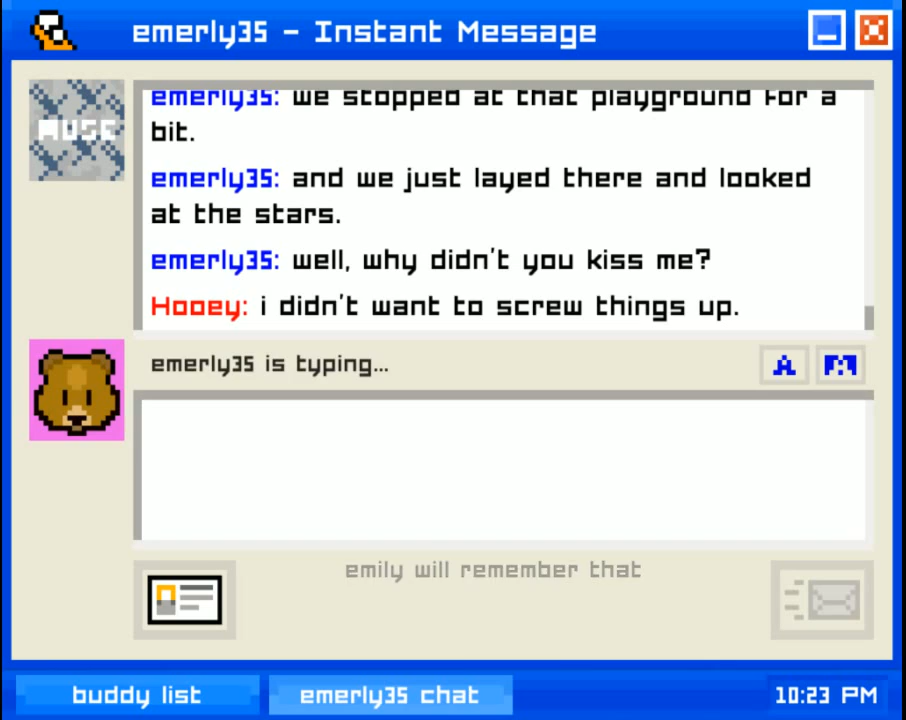 emerly35 - Instant Message
MUSE
emerly35: we stopped at that playground for a
bit.
emerly35: and we just layed there and looked
at the stars.
emerly35: well, why didn't you kiss me?
Hooey: i didn't want to screw things up.
emerly35 is typing...
A
emily will remember that
buddy list
emerly35 chat
10:23 PM